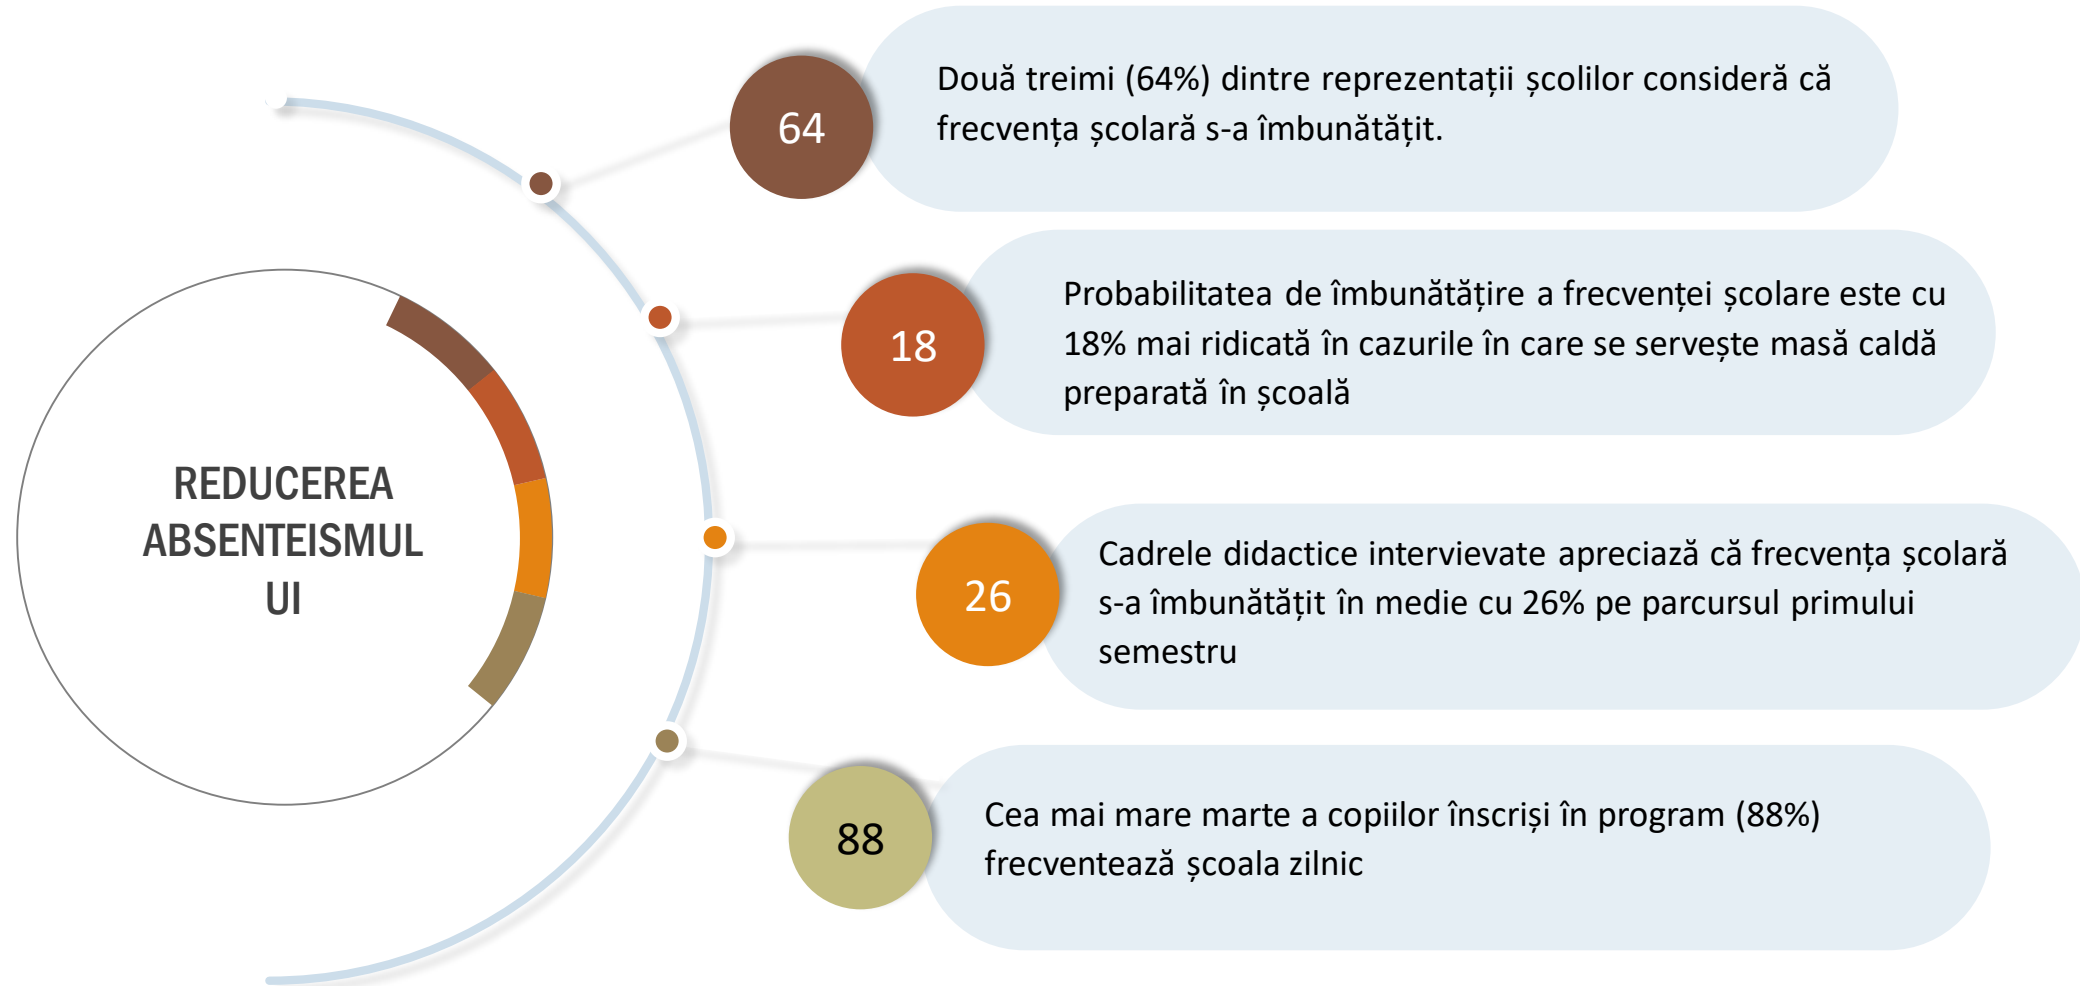 REDUCEREA
ABSENTEISMUL
UI
64
Două treimi (64%) dintre reprezentații școlilor consideră că
frecvența școlară s-a îmbunătățit.
18
Probabilitatea de îmbunătățire a frecvenței școlare este cu
18% mai ridicată în cazurile în care se servește masă caldă
preparată în școală
26
Cadrele didactice intervievate apreciază că frecvența școlară
s-a îmbunătățit în medie cu 26% pe parcursul primului
semestru
88
Cea mai mare marte a copiilor înscriși în program (88%)
frecventează școala zilnic